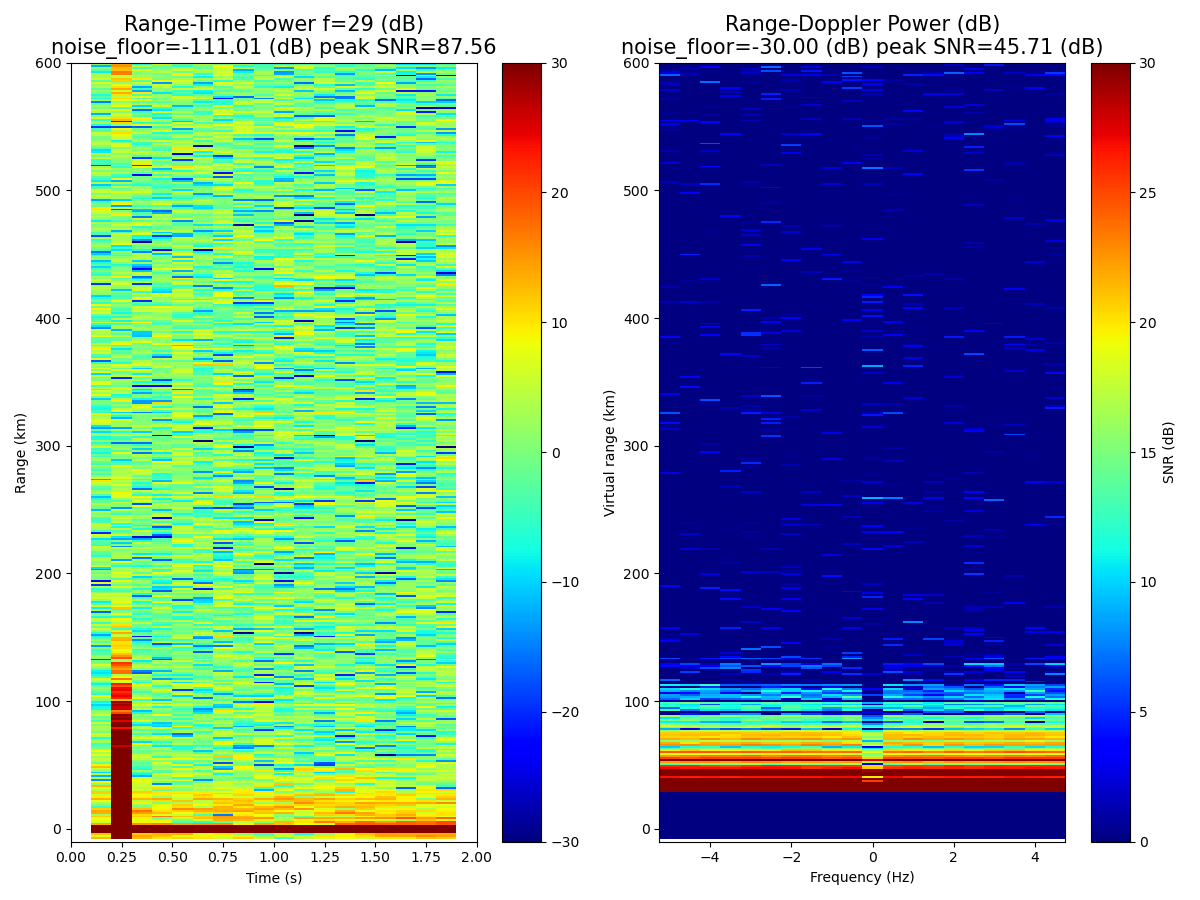 Range-Time Power f=29 (dB)
noise_floor=-111.01 (dB) peak SNR=87.56
Range (km)
600
500
400
300
200
100
0
0.00 0.25 0.50 0.75 1.00 1.25 1.50 1.75 2.00
Time (s)
30
20
10
0
−10
−20
−30
Range-Doppler Power (dB)
noise_floor=-30.00 (dB) peak SNR=45.71 (dB)
Virtual range (km)
600
500
400
300
200
100
0
−4 −2 0 2 4
Frequency (Hz)
30
25
20
15
10
5
0
SNR (dB)